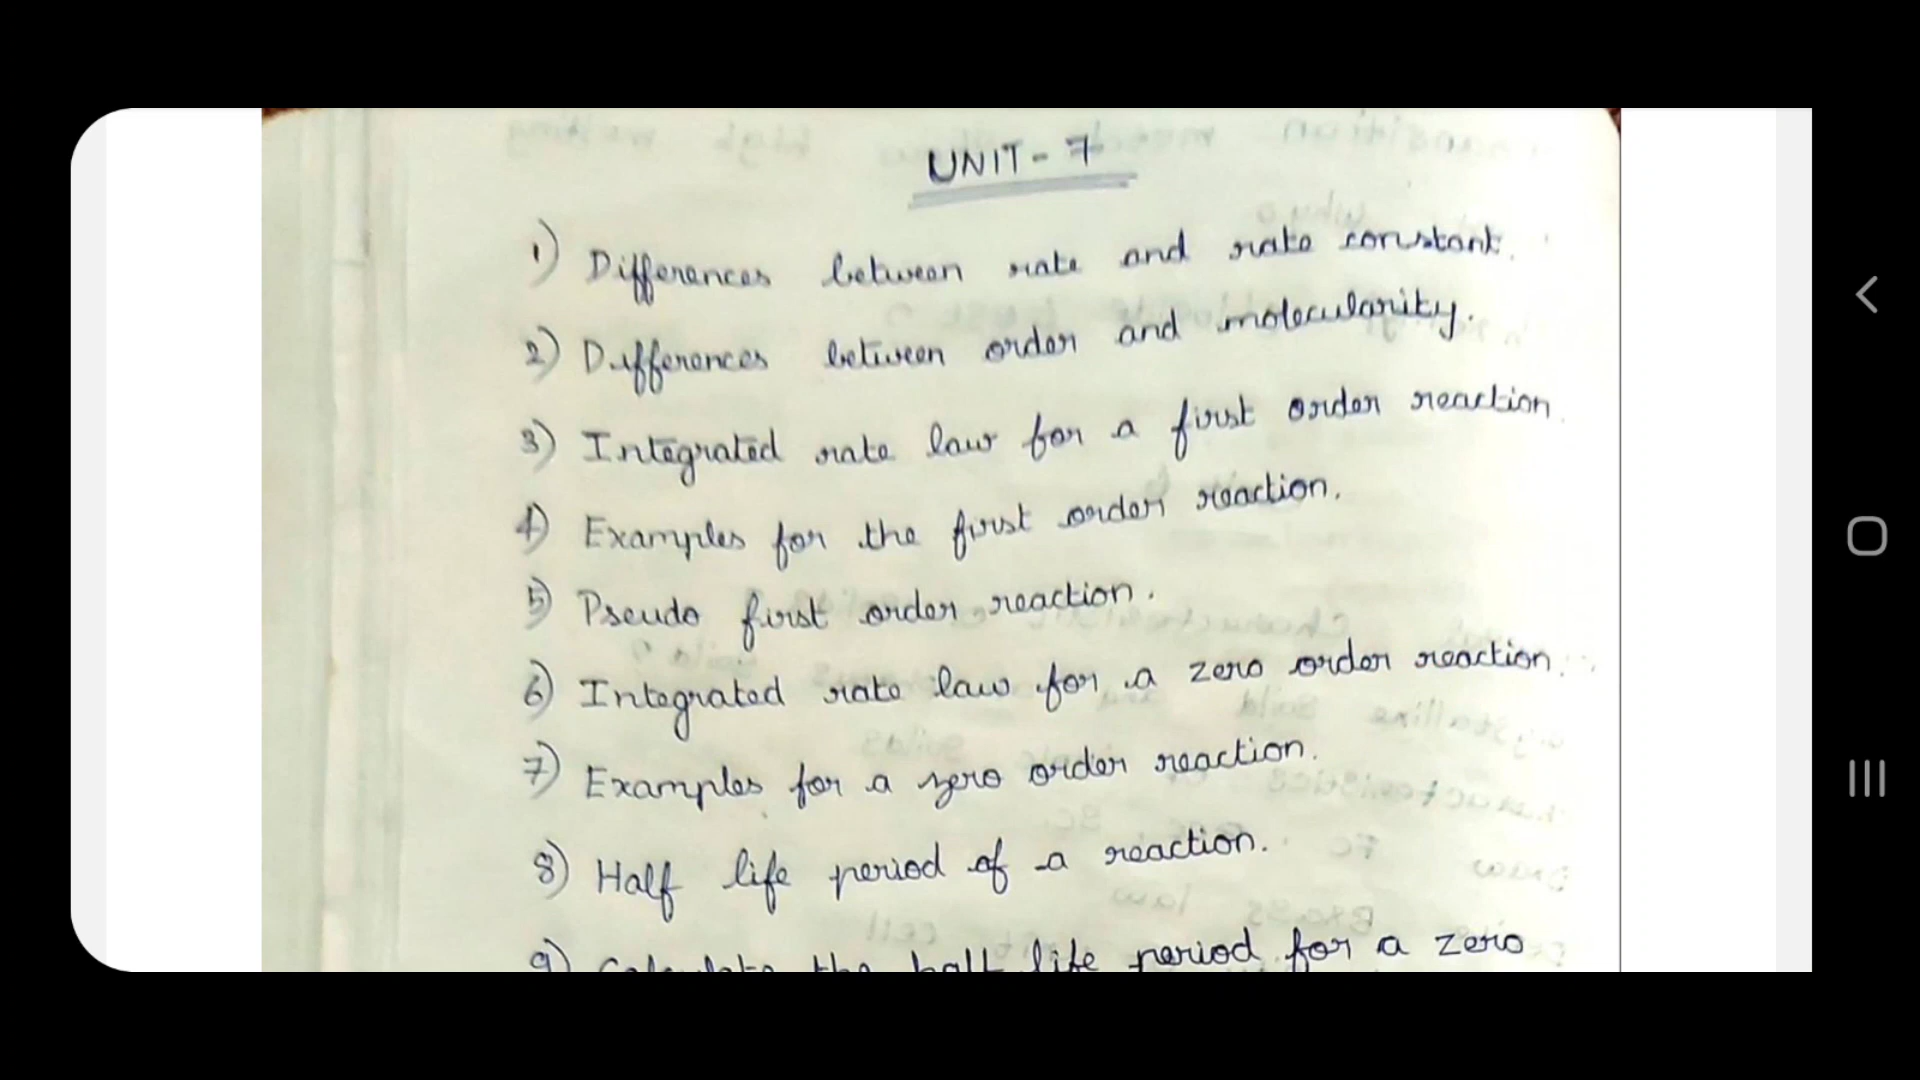 UNIT - 7
1) Differences between rate and rate constant.
2) Differences between order and molecularity.
3) Integrated rate law for a first order reaction.
4) Examples for the first order reaction.
5) Pseudo first order reaction.
6) Integrated rate law for a zero order reaction.
7) Examples for a zero order reaction.
8) Half life period of a reaction.
9) Calculate the half life period for a zero